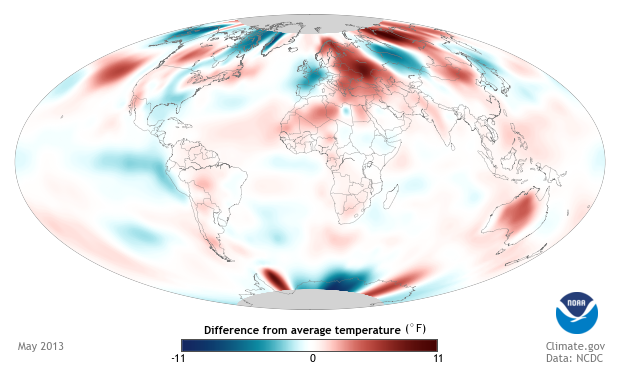 NOAA
Difference from average temperature (°F)
May 2013
-11 0 11
Climate.gov
Data: NCDC